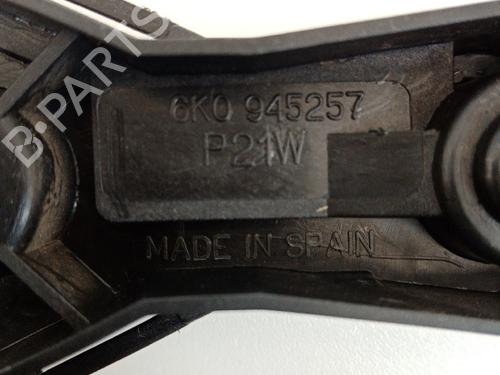 B-PARTS
6K0 945257
P21W
MADE IN SPAIN